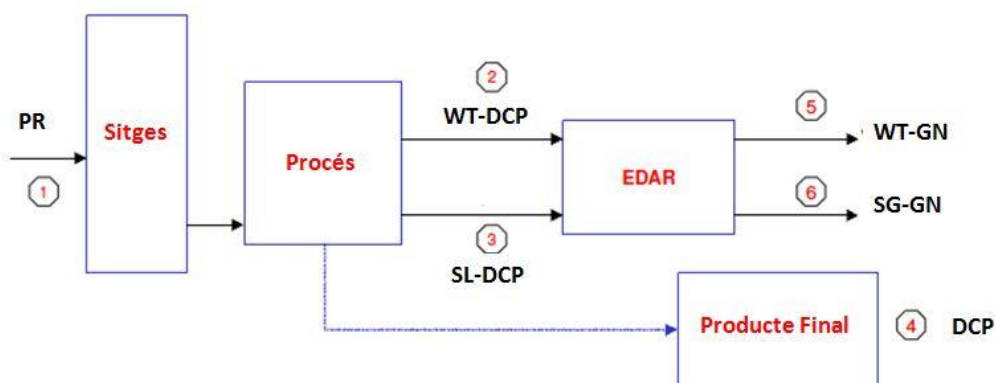 PR
1
Sitges
Procés
2
WT-DCP
3
SL-DCP
EDAR
5
WT-GN
6
SG-GN
Producte Final
4
DCP